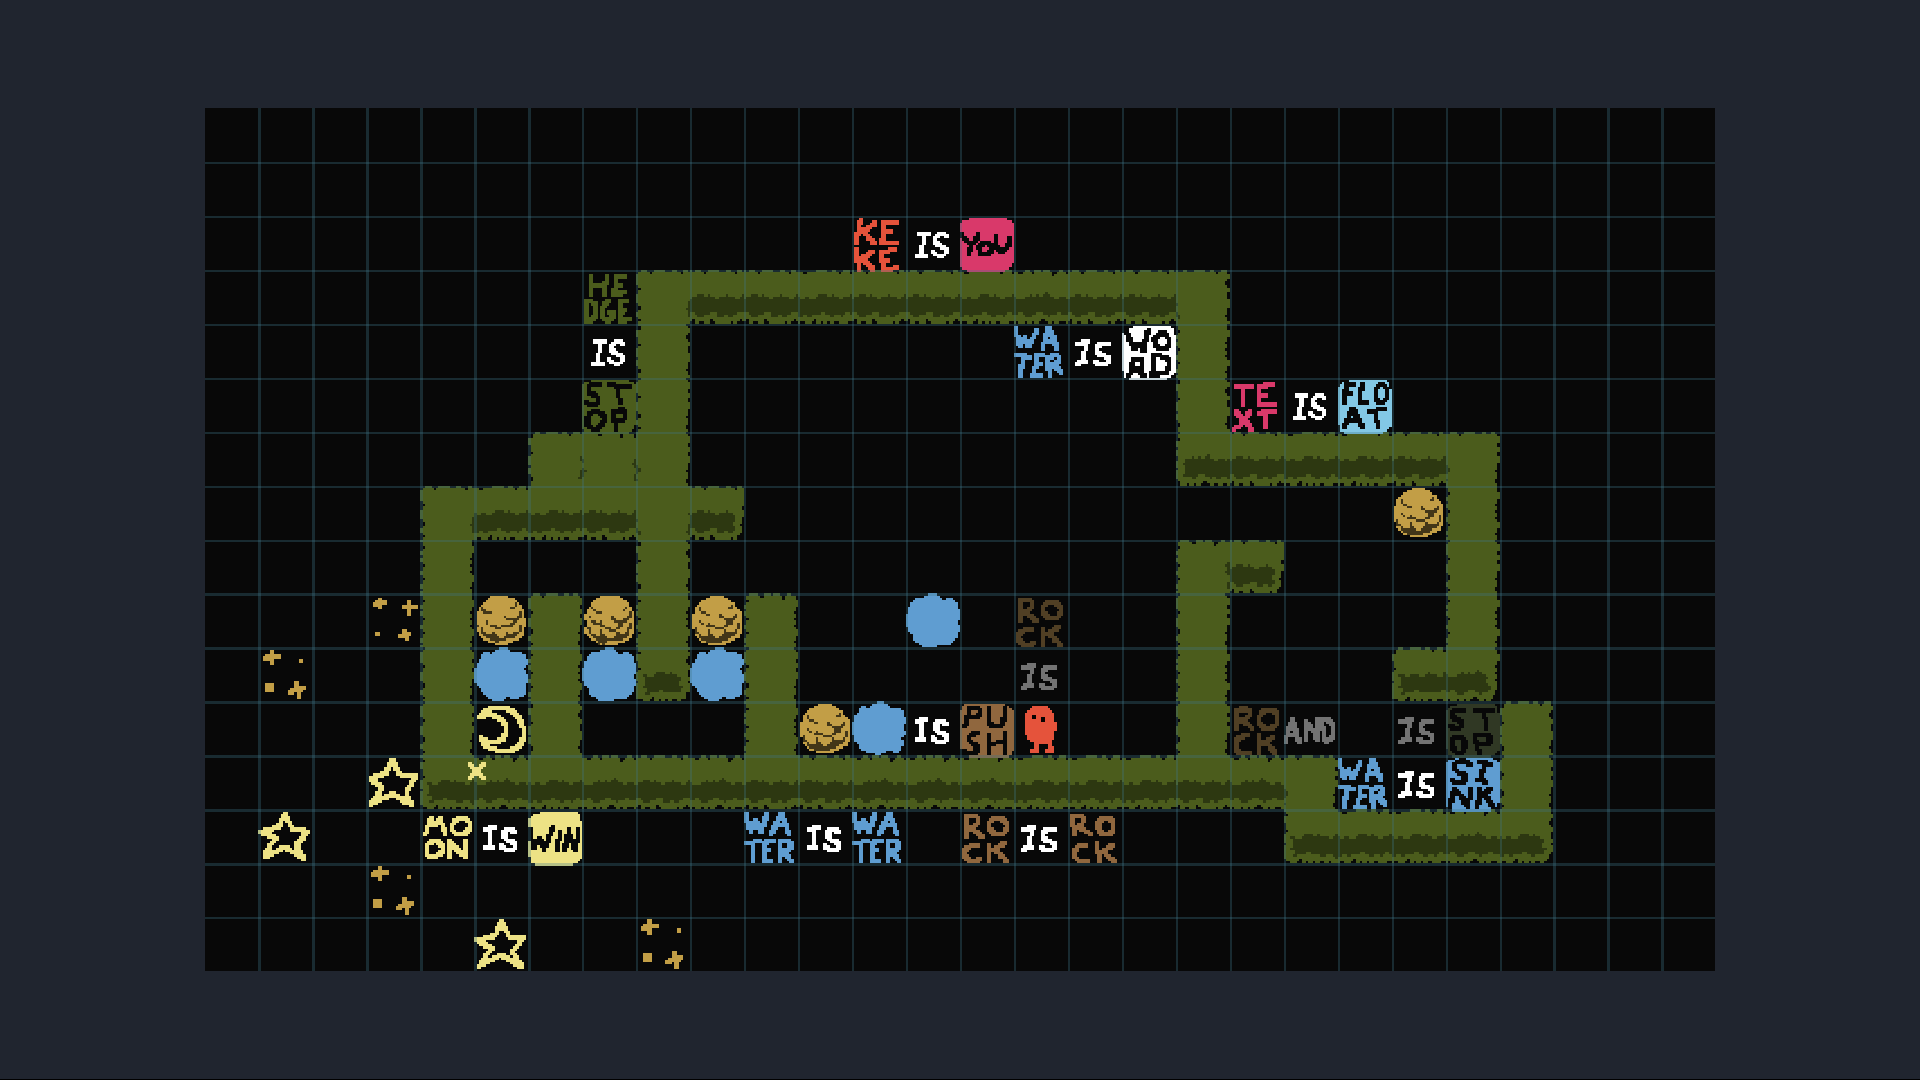 KEKE IS YOU
HEDGE
IS
STOP
WATER IS WORD
TEXT IS FLOAT
ROCK
IS
IS PUSH
ROCK AND IS STOP
WATER IS SINK
MOON IS WIN
WATER IS WATER
ROCK IS ROCK